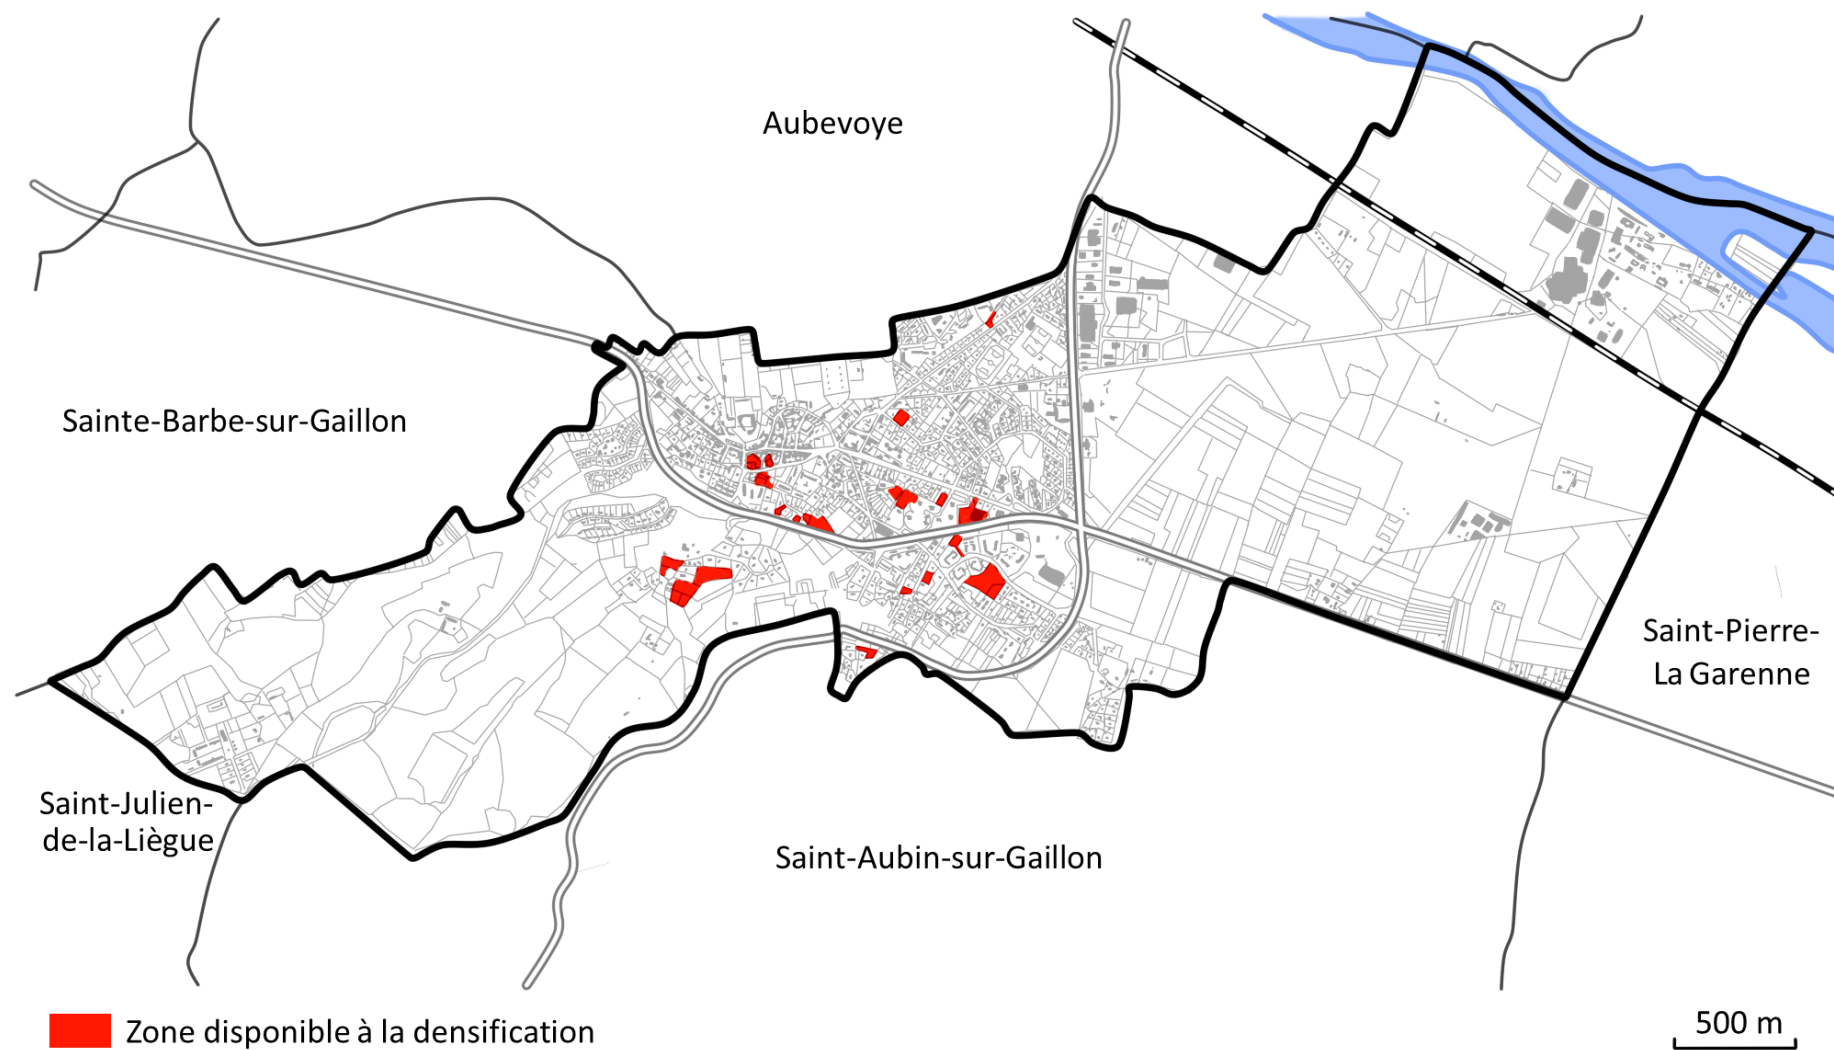 Aubevoye
Sainte-Barbe-sur-Gaillon
Saint-Pierre-
La Garenne
Saint-Julien-
de-la-Liègue
Saint-Aubin-sur-Gaillon
Zone disponible à la densification
500 m